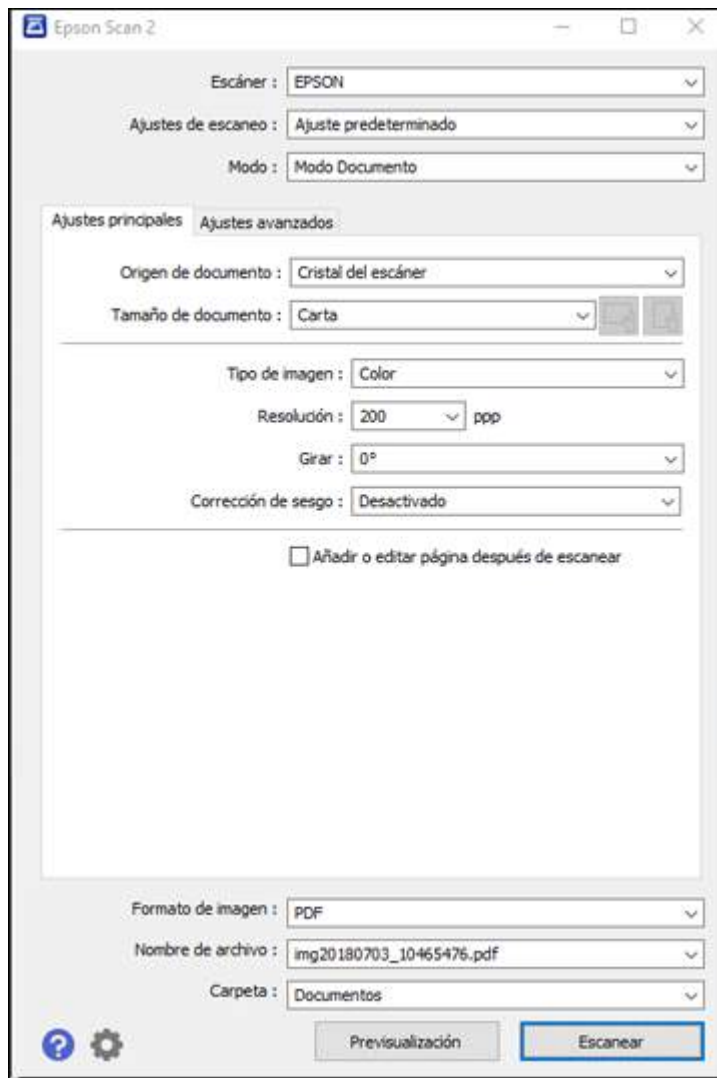 Epson Scan 2
Escáner : EPSON
Ajustes de escaneo : Ajuste predeterminado
Modo : Modo Documento
Ajustes principales Ajustes avanzados
Origen de documento : Cristal del escáner
Tamaño de documento : Carta
Tipo de imagen : Color
Resolución : 200 ppp
Girar : 0°
Corrección de sesgo : Desactivado
Añadir o editar página después de escanear
Formato de imagen : PDF
Nombre de archivo : img20180703_10465476.pdf
Carpeta : Documentos
? Previsualización Escanear